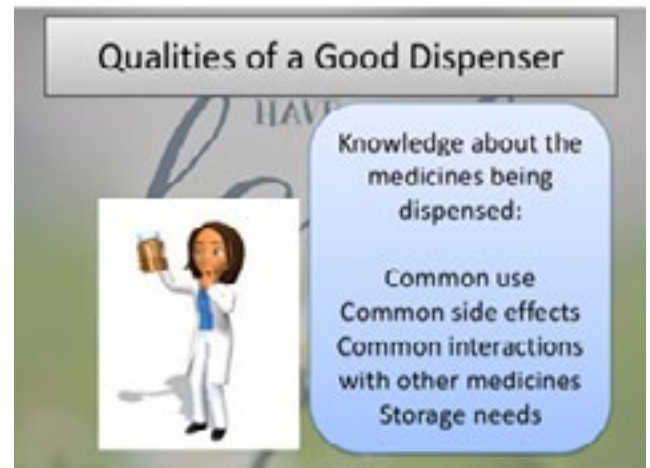 Qualities of a Good Dispenser
HAVE
Knowledge about the
medicines being
dispensed:
Common use
Common side effects
Common interactions
with other medicines
Storage needs